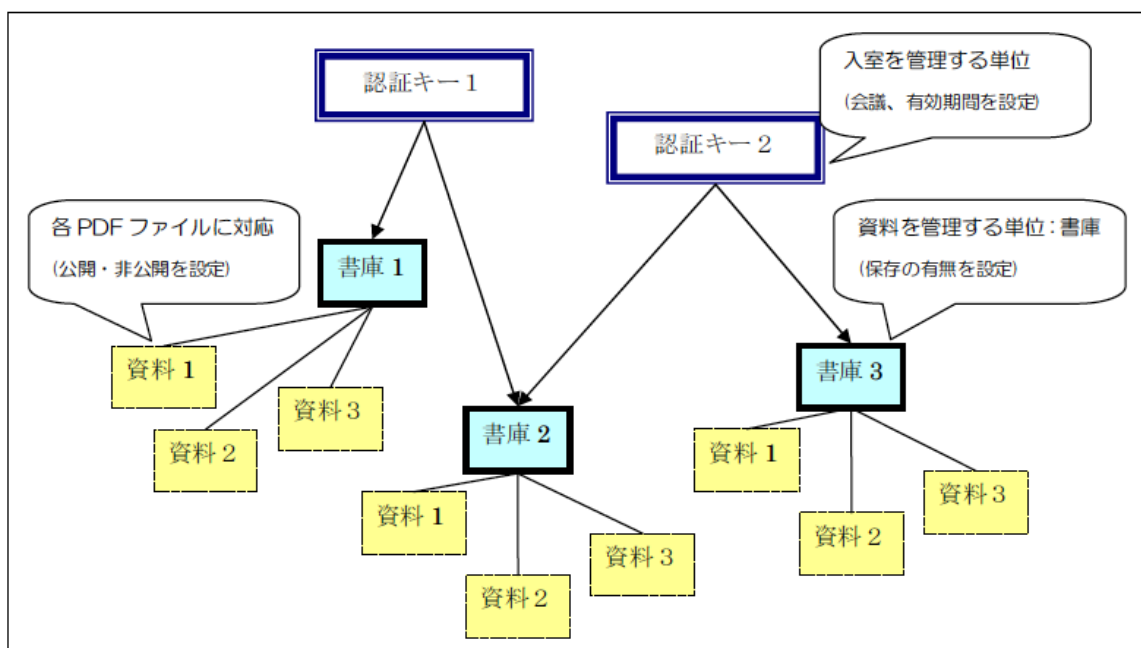 認証キー１
入室を管理する単位
(会議、有効期間を設定)
認証キー２
各 PDF ファイルに対応
(公開・非公開を設定)
資料を管理する単位：書庫
(保存の有無を設定)
書庫 1
資料 1
資料２
資料３
書庫 2
資料 1
資料２
資料３
書庫 3
資料 1
資料２
資料３